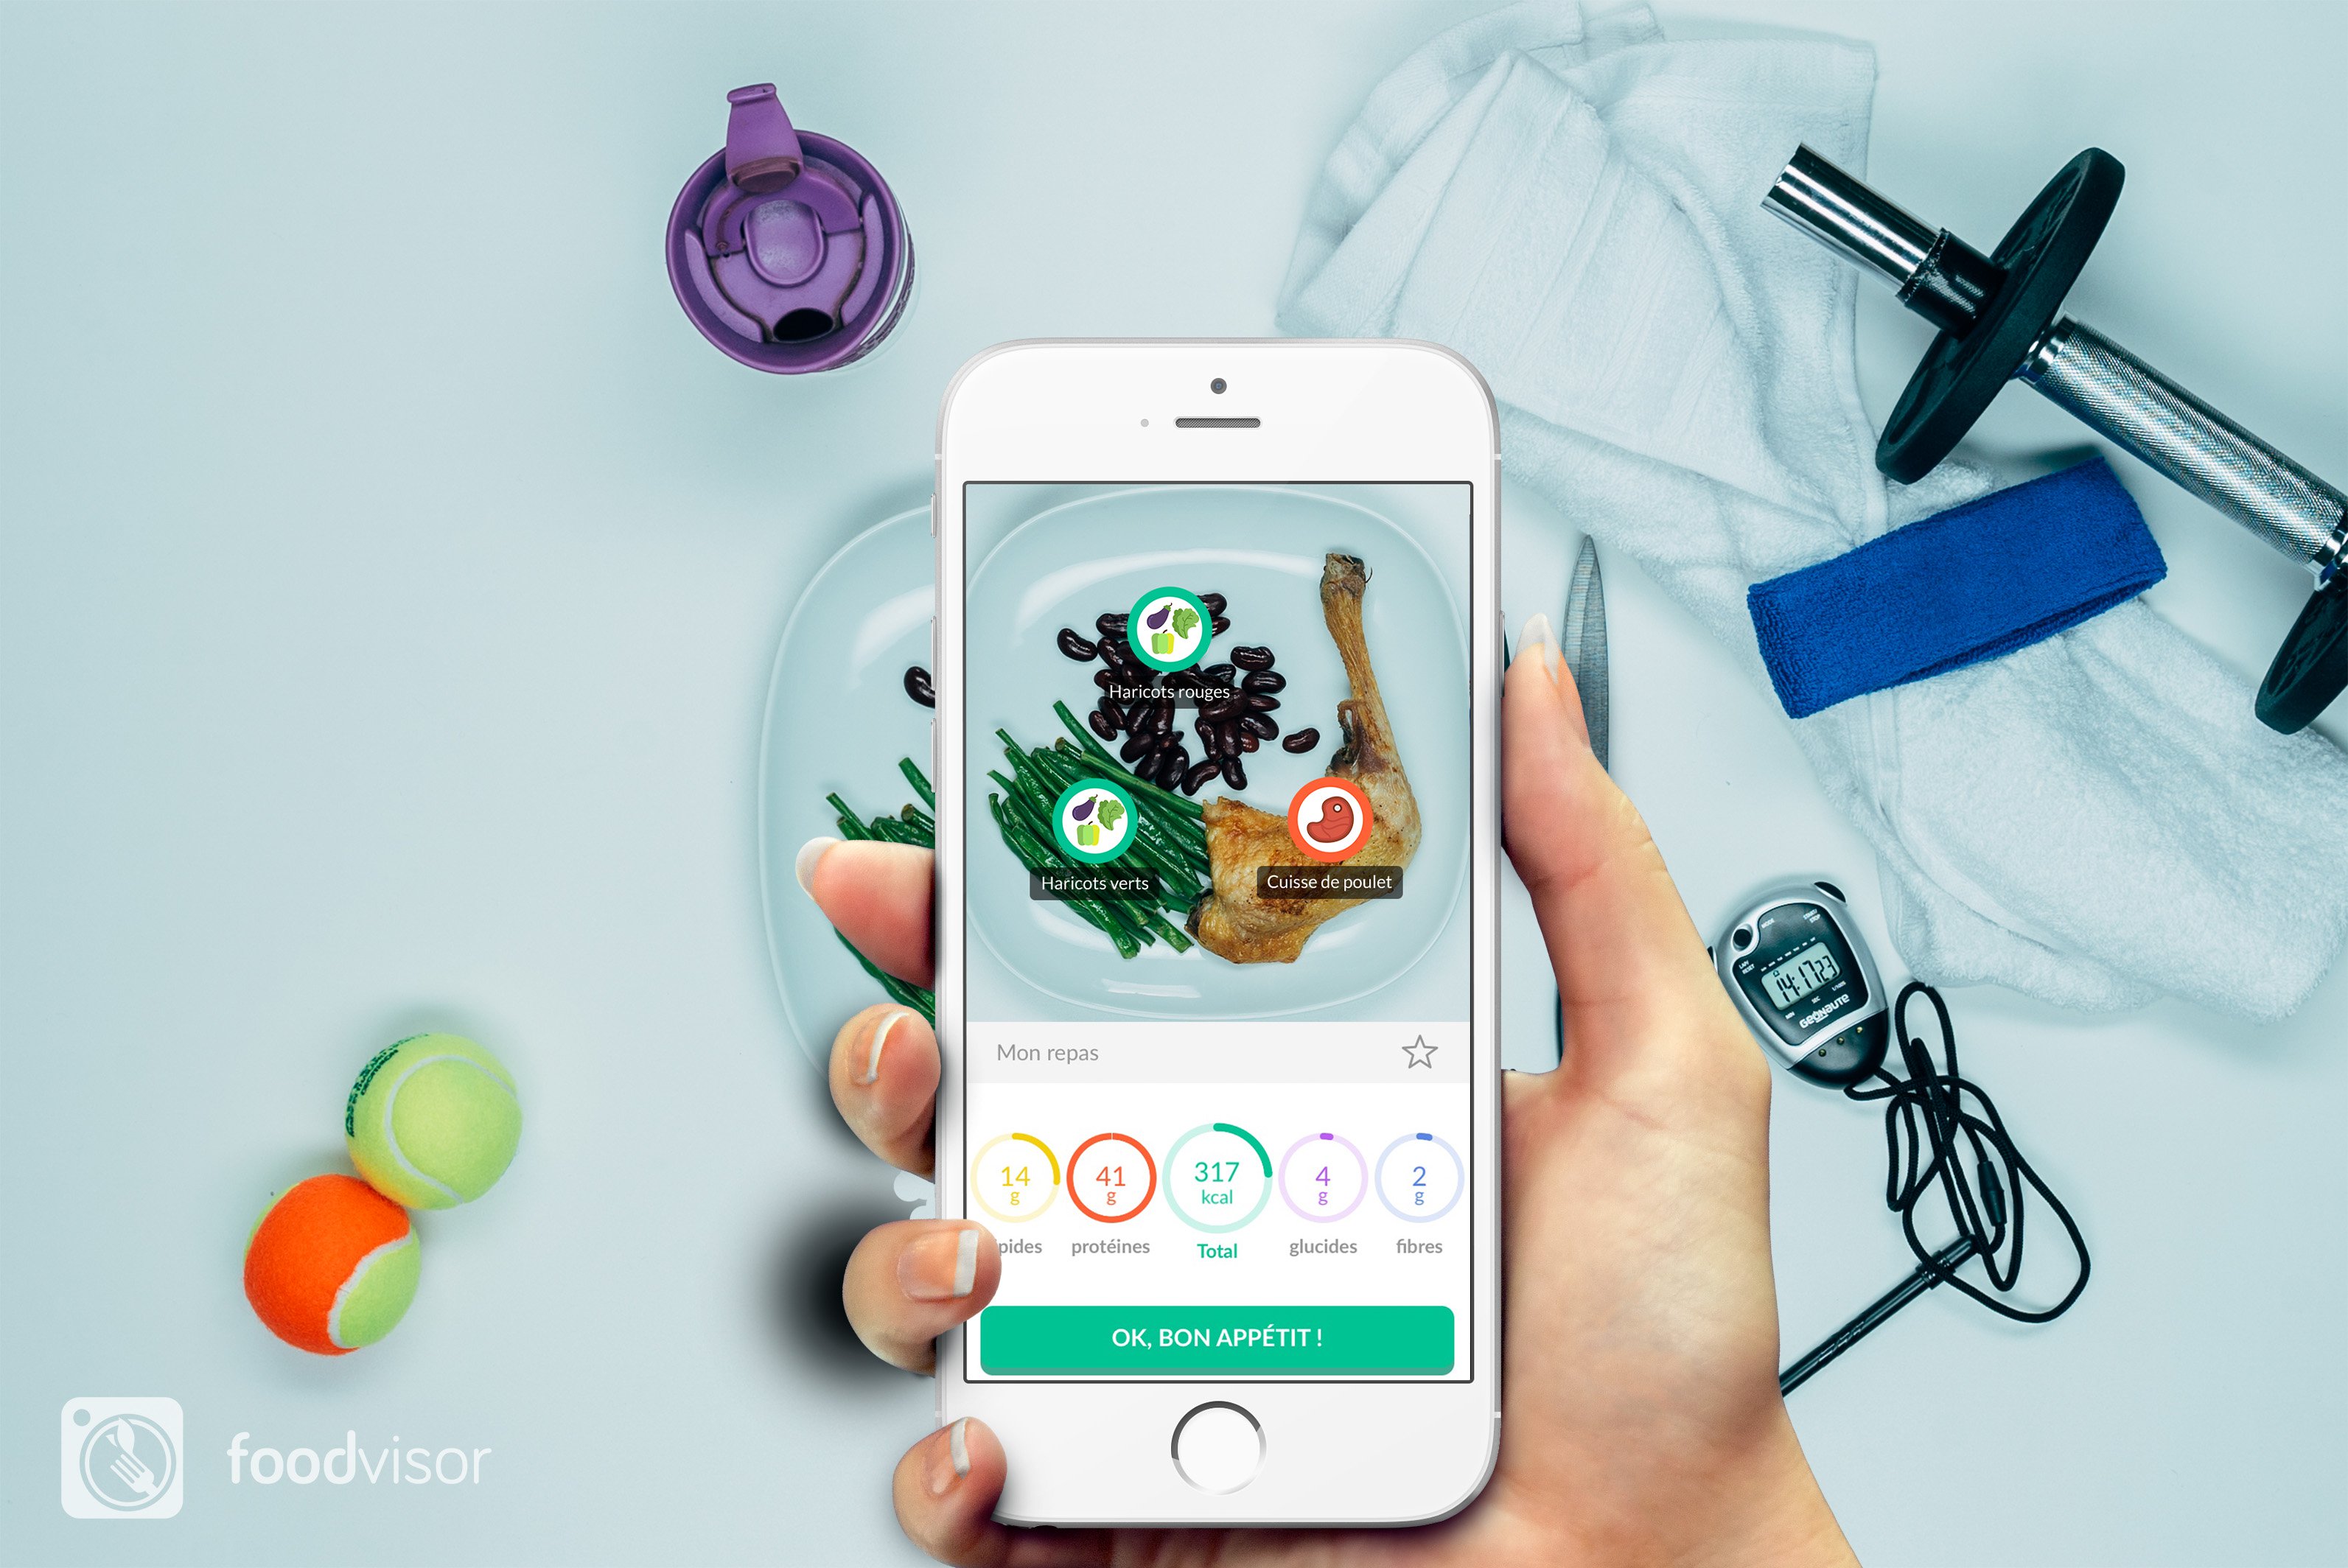 Haricots rouges
Haricots verts
Cuisse de poulet
Mon repas
14
g
41
g
317
kcal
4
g
2
g
protéines
Total
glucides
fibres
OK, BON APPÉTIT !
14:17 23
GEONAUTE
foodvisor